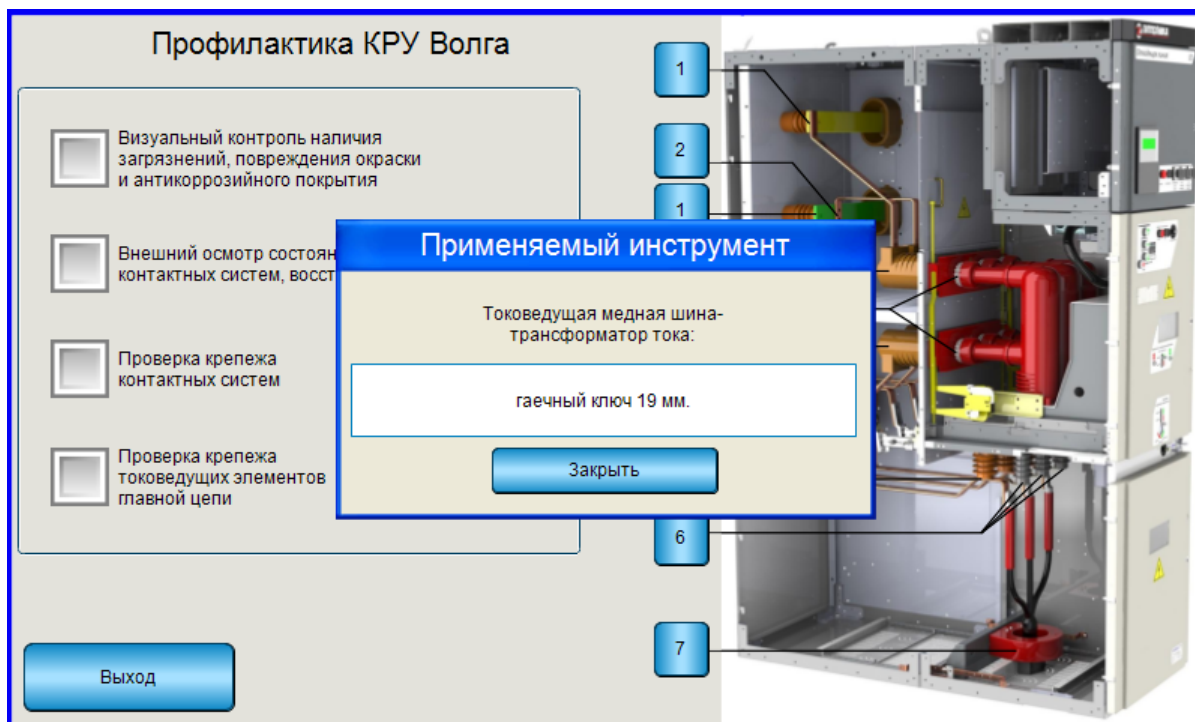 Профилактика КРУ Волга
1
2
1
Визуальный контроль наличия
загрязнений, повреждения окраски
и антикоррозийного покрытия
Внешний осмотр
контактных систем,
Применяемый инструмент
Токоведущая медная шина-
трансформатор тока:
гаечный ключ 19 мм.
Закрыть
Проверка крепежа
контактных систем
Проверка крепежа
токоведущих элементов
главной цепи
6
7
Выход